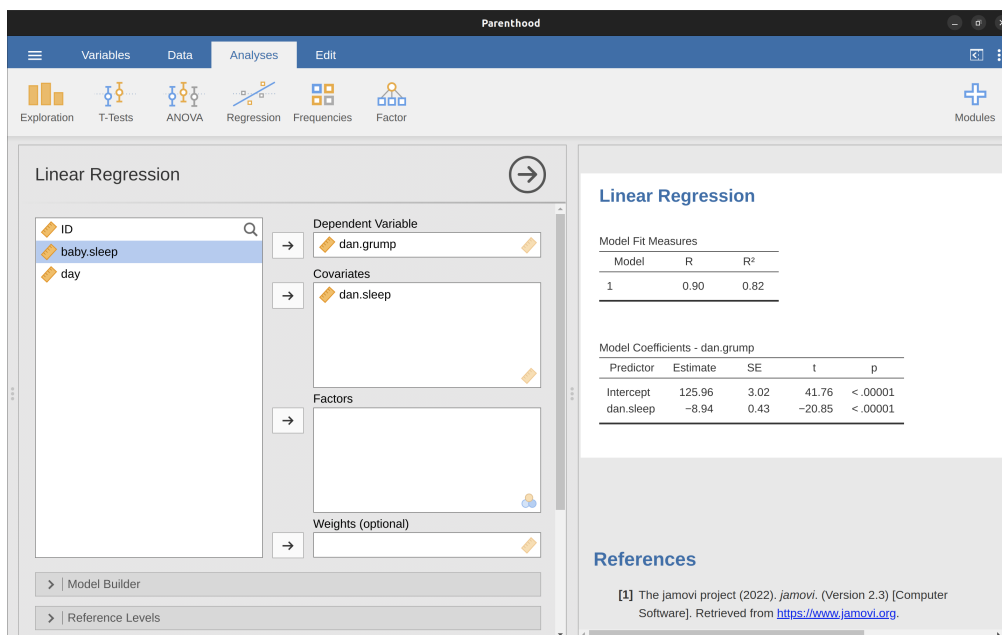 Parenthood
Variables Data Analyses Edit
Exploration T-Tests ANOVA Regression Frequencies Factor Modules
Linear Regression
ID
baby.sleep
day
Dependent Variable
dan.grump
Covariates
dan.sleep
Factors
Weights (optional)
Model Builder
Reference Levels
Linear Regression
Model Fit Measures
Model R R²
1 0.90 0.82
Model Coefficients - dan.grump
Predictor Estimate SE t p
Intercept 125.96 3.02 41.76 < .00001
dan.sleep −8.94 0.43 −20.85 < .00001
References
[1] The jamovi project (2022). jamovi. (Version 2.3) [Computer
Software]. Retrieved from https://www.jamovi.org.